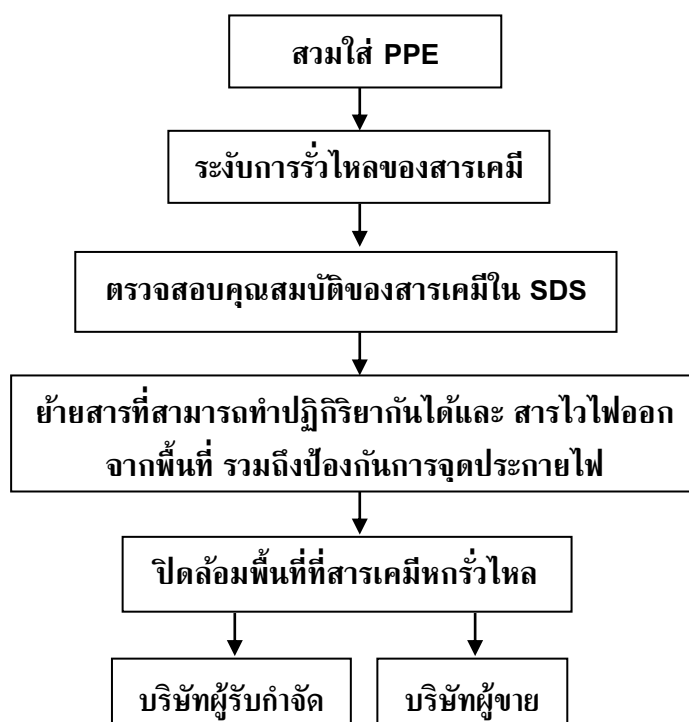 สวมใส่ PPE
ระงับการรั่วไหลของสารเคมี
ตรวจสอบคุณสมบัติของสารเคมีใน SDS
ย้ายสารที่สามารถทำปฏิกิริยากันได้และ สารไวไฟออก
จากพื้นที่ รวมถึงป้องกันการจุดประกายไฟ
ปิดล้อมพื้นที่ที่สารเคมีหกรั่วไหล
บริษัทผู้รับกำจัด
บริษัทผู้ขาย